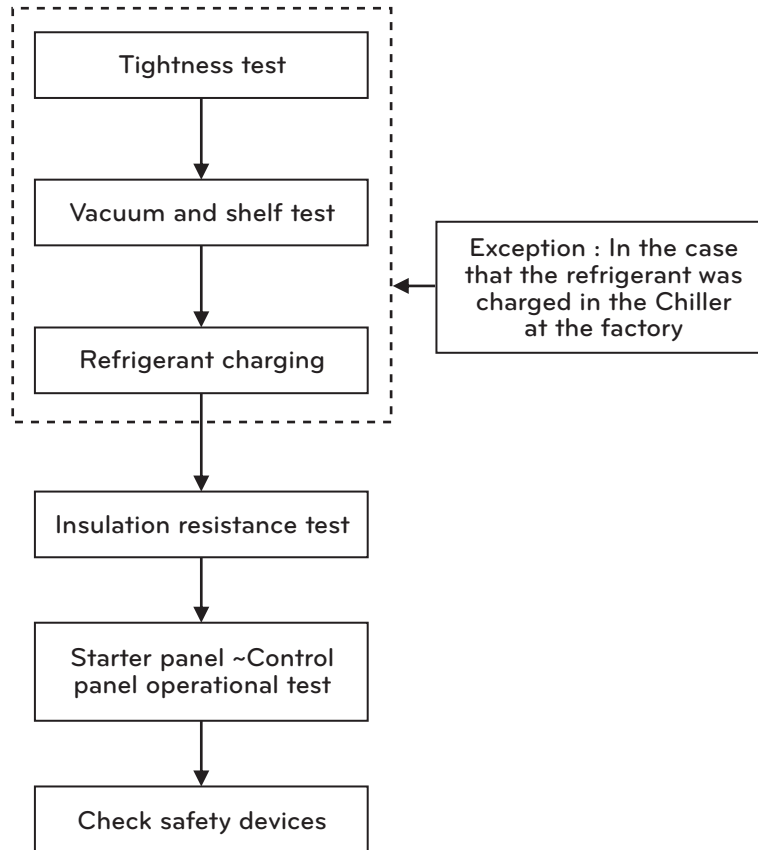 Tightness test
Vacuum and shelf test
Exception : In the case
that the refrigerant was
charged in the Chiller
at the factory
Refrigerant charging
Insulation resistance test
Starter panel ~Control
panel operational test
Check safety devices